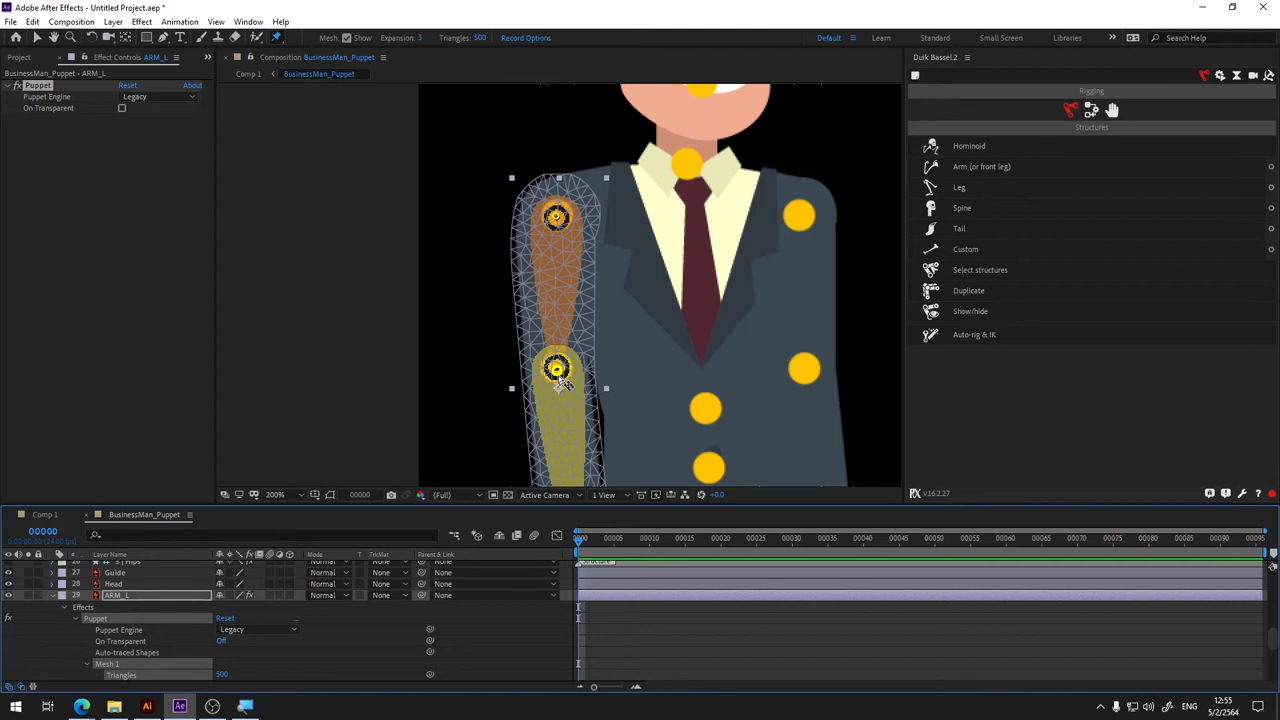 Adobe After Effects - Untitled Project.aep *
File Edit Composition Layer Effect Animation View Window Help
Mesh: Show Expansion: 3 Triangles: 500 Record Options
Default Learn Standard Small Screen Libraries Search Help
Project Effect Controls ARM_L
BusinessMan_Puppet - ARM_L
fx Puppet Reset About
Puppet Engine Legacy
On Transparent
Composition BusinessMan_Puppet
Comp 1 BusinessMan_Puppet
Duik Bassel.2
Rigging
Structures
Hominoid
Arm (or front leg)
Leg
Spine
Tail
Custom
Select structures
Duplicate
Show/hide
Auto-rig & IK
v16.2.27
200% 00000 (Full) Active Camera 1 View +0.0
Comp 1 BusinessMan_Puppet
00000
0:00:00:00 (24.00 fps)
# Layer Name Mode T .TrkMat Parent & Link
S | Hips Normal None None
27 Guide Normal None None
28 Head Normal None None
29 ARM_L Normal None None
Effects
Puppet Reset ...
Puppet Engine Legacy
On Transparent Off
Auto-traced Shapes
Mesh 1
Triangles 500
0000 00005 00010 00015 00020 00025 00030 00035 00040 00045 00050 00055 00060 00065 00070 00075 00080 00085 00090 00095
12:55
ENG
5/2/2564